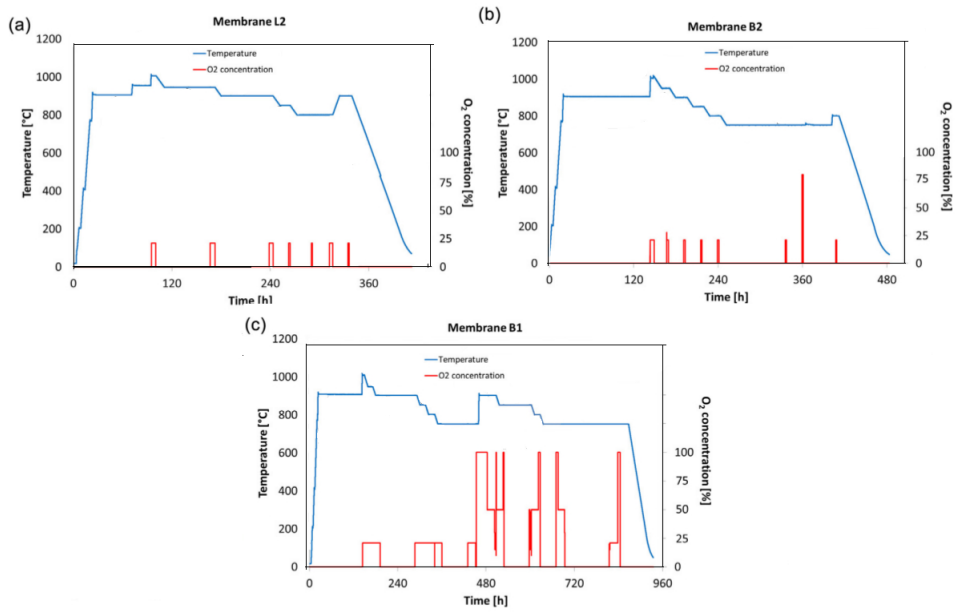 (a)
Membrane L2
1200
1000
800
600
400
200
0
Temperature [°C]
Temperature
O2 concentration
O2 concentration [%]
100
75
50
25
0
0 120 240 360
Time [h]
(b)
Membrane B2
1200
1000
800
600
400
200
0
Temperature [°C]
Temperature
O2 concentration
O2 concentration [%]
100
75
50
25
0
0 120 240 360 480
Time [h]
(c)
Membrane B1
1200
1000
800
600
400
200
0
Temperature [°C]
Temperature
O2 concentration
O2 concentration [%]
100
75
50
25
0
0 240 480 720 960
Time [h]